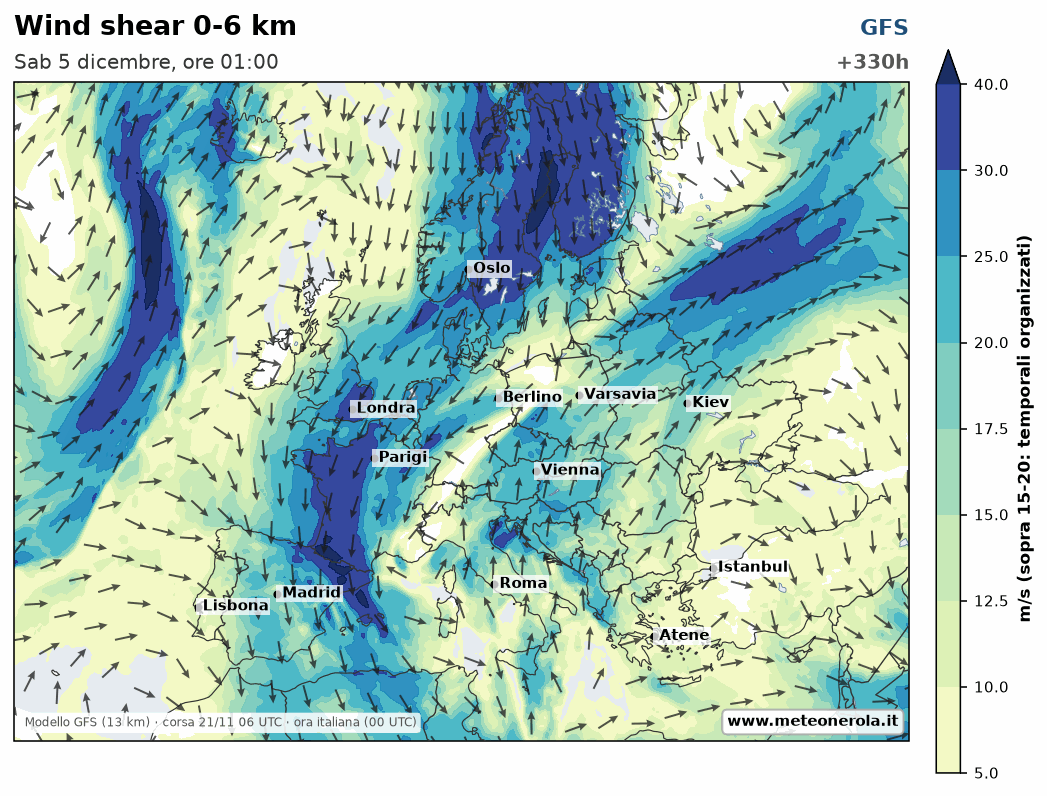 Wind shear 0-6 km
GFS
Sab 5 dicembre, ore 01:00
+330h
40.0
30.0
25.0
20.0
17.5
15.0
12.5
10.0
5.0
m/s (sopra 15-20: temporali organizzati)
Oslo
Berlino
Varsavia
Kiev
Londra
Parigi
Vienna
Istanbul
Roma
Madrid
Lisbona
Atene
Modello GFS (13 km) · corsa 21/11 06 UTC · ora italiana (00 UTC)
www.meteonerola.it